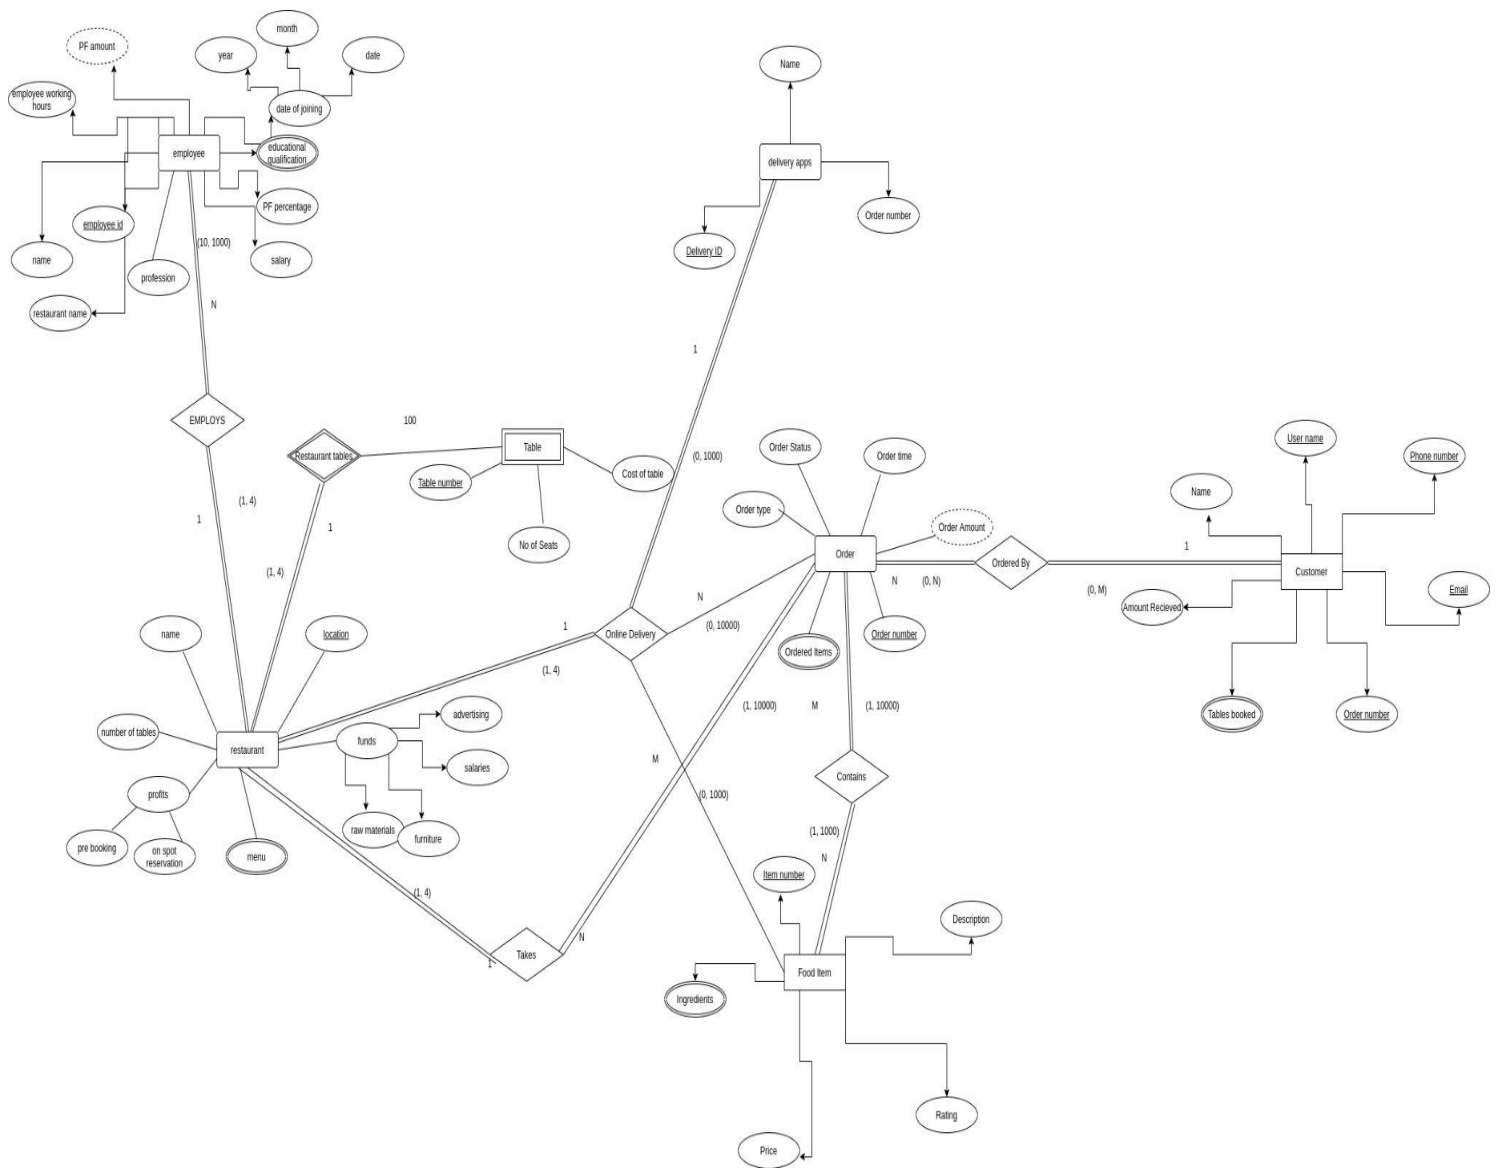 month
PF amount
year
date
Name
employee working
hours
date of joining
employee
educational
qualification
delivery apps
PF percentage
Order number
employee id
(10, 1000)
Delivery ID
name
salary
profession
N
restaurant name
1
EMPLOYS
100
User name
Order Status
Table
Order time
Phone number
Restaurant tables
(0, 1000)
Cost of table
Table number
Name
(1, 4)
Order type
1
1
Order Amount
No of Seats
1
Order
Ordered By
(1, 4)
Customer
N
(0, N)
(0, M)
Email
N
Amount Recieved
(0, 10000)
1
name
location
Online Delivery
Order number
Ordered Items
(1, 4)
(1, 10000)
M
(1, 10000)
advertising
Tables booked
Order number
number of tables
funds
restaurant
M
salaries
Contains
profits
(0, 1000)
raw materials
(1, 1000)
furniture
pre booking
on spot
reservation
menu
N
Item number
(1, 4)
Description
N
Takes
1
Food Item
Ingredients
Rating
Price